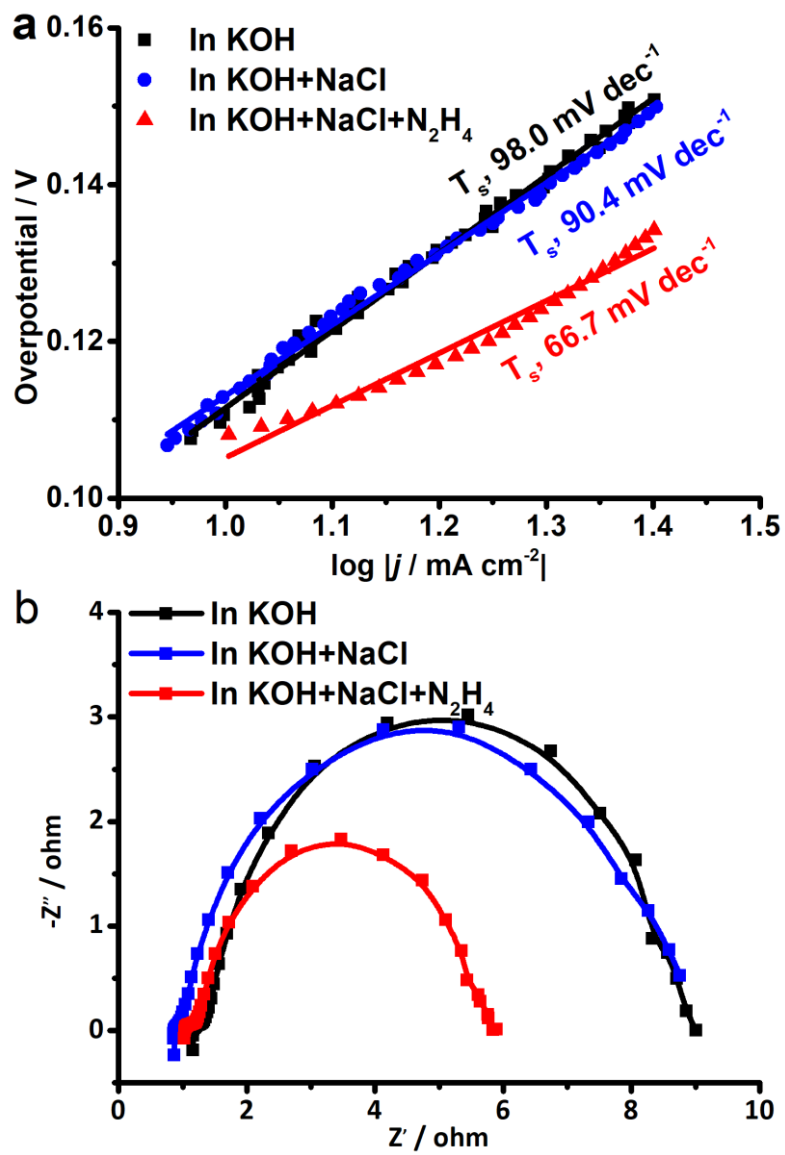 a
In KOH
In KOH+NaCl
In KOH+NaCl+N₂H₄
Tₛ, 98.0 mV dec⁻¹
Tₛ, 90.4 mV dec⁻¹
Tₛ, 66.7 mV dec⁻¹
Overpotential / V
0.16
0.14
0.12
0.10
0.9 1.0 1.1 1.2 1.3 1.4 1.5
log |j / mA cm⁻²|
b
In KOH
In KOH+NaCl
In KOH+NaCl+N₂H₄
-Z" / ohm
4
3
2
1
0
0 2 4 6 8 10
Z' / ohm